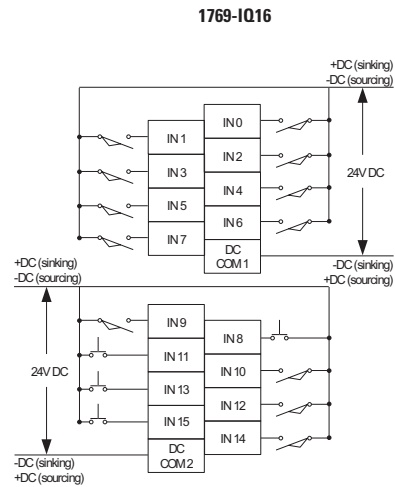 1769-IQ16
+DC (sinking)
-DC (sourcing)
IN 0
IN 1
IN 2
IN 3
24V DC
IN 4
IN 5
IN 6
IN 7
DC
COM 1
+DC (sinking)
-DC (sourcing)
-DC (sinking)
+DC (sourcing)
IN 9
IN 8
IN 11
24V DC
IN 10
IN 13
IN 12
IN 15
IN 14
DC
COM 2
-DC (sinking)
+DC (sourcing)